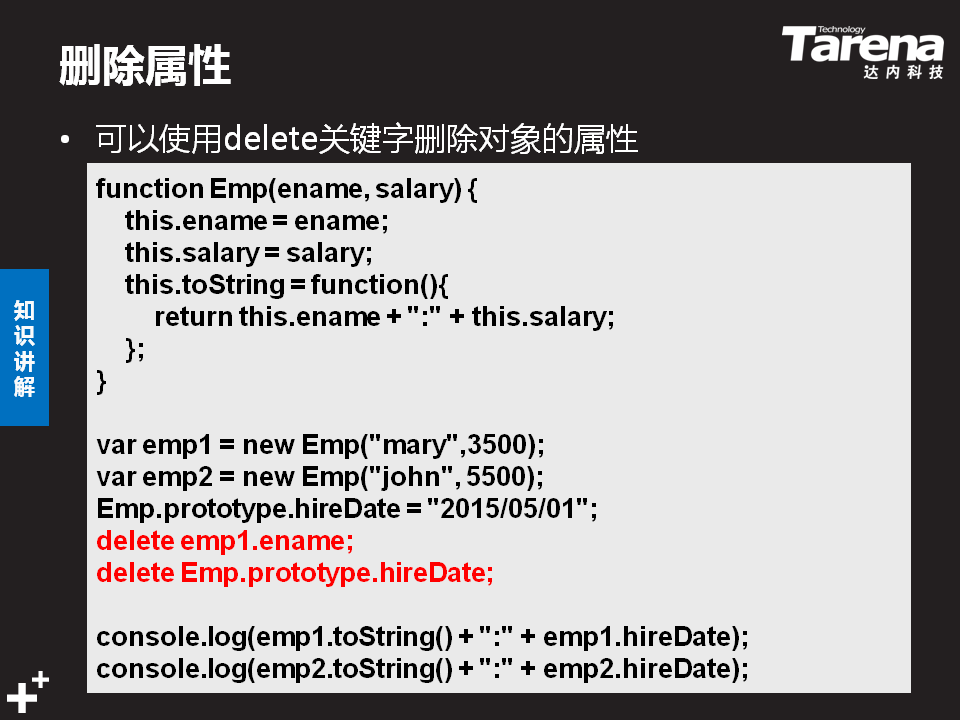 删除属性
Technology
Tarena
达内科技
• 可以使用delete关键字删除对象的属性
function Emp(ename, salary) {
    this.ename = ename;
    this.salary = salary;
    this.toString = function(){
        return this.ename + ":" + this.salary;
    };
}
知识讲解
var emp1 = new Emp("mary",3500);
var emp2 = new Emp("john", 5500);
Emp.prototype.hireDate = "2015/05/01";
delete emp1.ename;
delete Emp.prototype.hireDate;
console.log(emp1.toString() + ":" + emp1.hireDate);
console.log(emp2.toString() + ":" + emp2.hireDate);